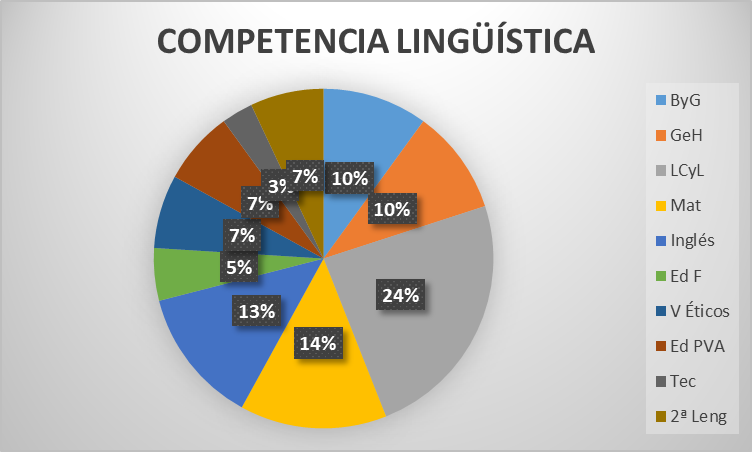 COMPETENCIA LINGÜÍSTICA
10%
10%
24%
14%
13%
5%
7%
7%
3%
7%
ByG
GeH
LCyL
Mat
Inglés
Ed F
V Éticos
Ed PVA
Tec
2ª Leng